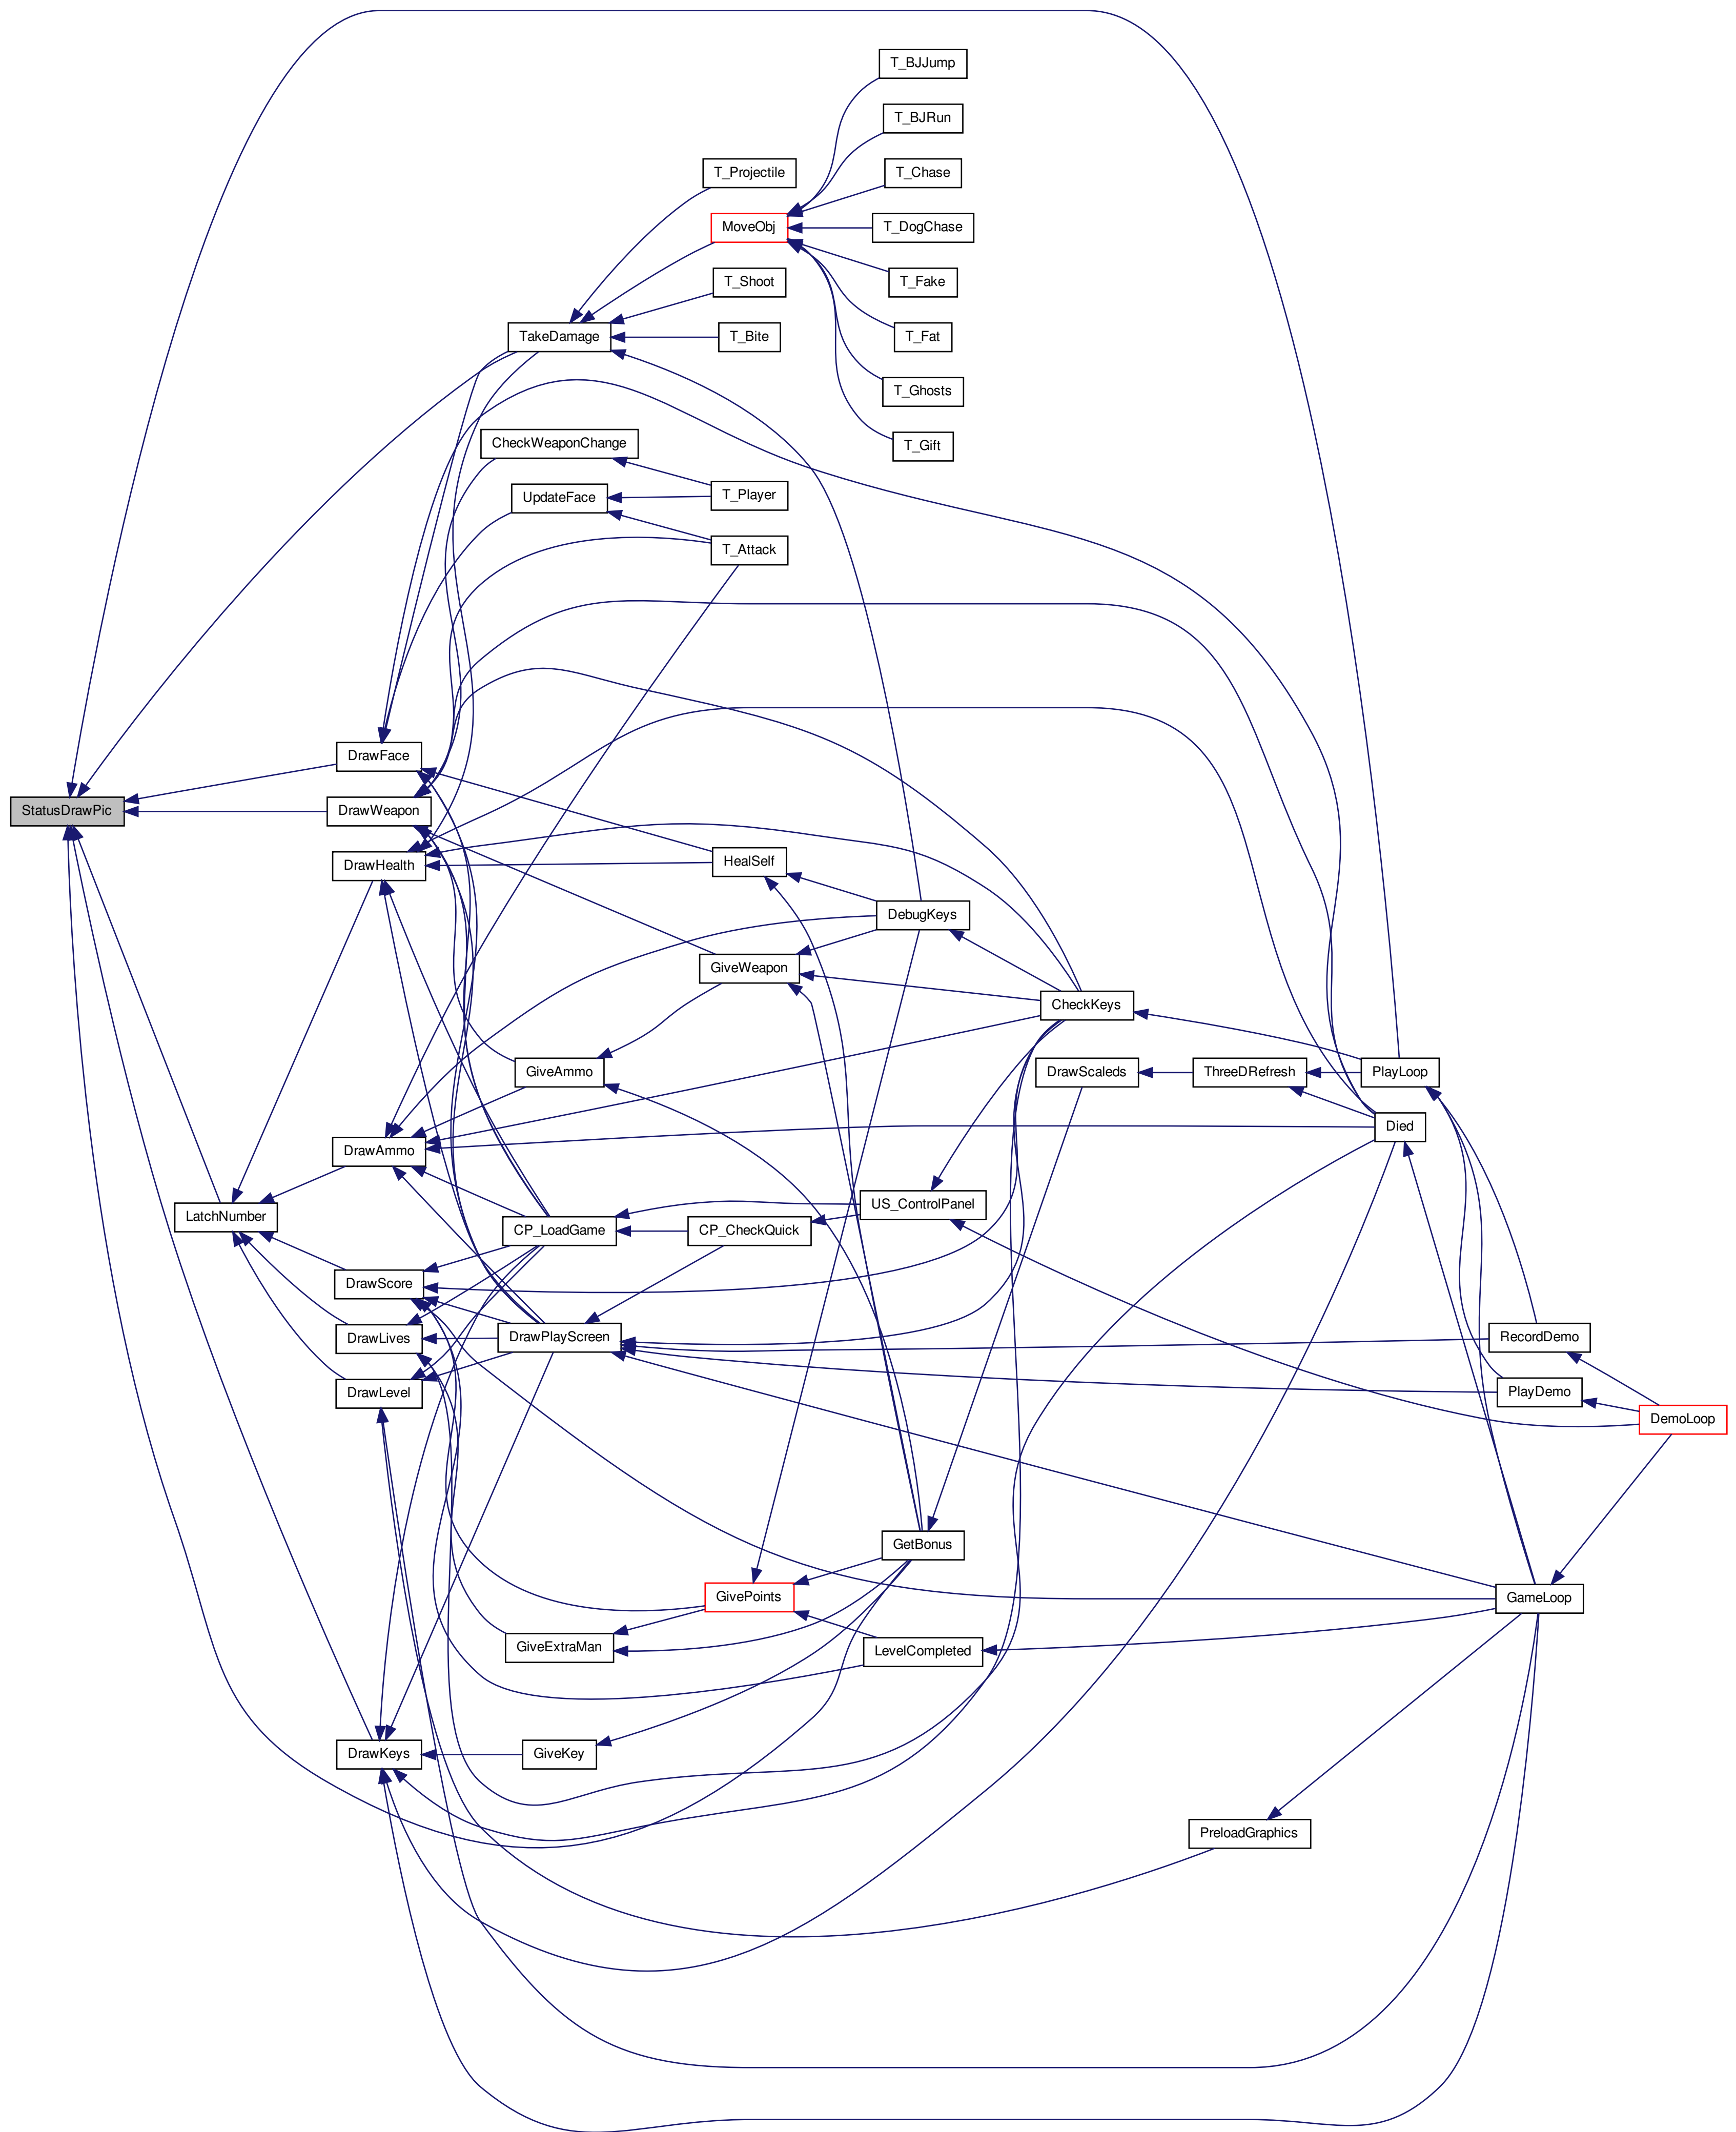 T_BJJump
T_BJRun
T_Projectile
T_Chase
MoveObj
T_DogChase
T_Shoot
T_Fake
TakeDamage
T_Bite
T_Fat
T_Ghosts
CheckWeaponChange
T_Gift
UpdateFace
T_Player
T_Attack
DrawFace
StatusDrawPic
DrawWeapon
DrawHealth
HealSelf
DebugKeys
GiveWeapon
CheckKeys
GiveAmmo
DrawScaleds
ThreeDRefresh
PlayLoop
Died
DrawAmmo
LatchNumber
US_ControlPanel
CP_LoadGame
CP_CheckQuick
DrawScore
DrawLives
DrawPlayScreen
RecordDemo
DrawLevel
PlayDemo
DemoLoop
GetBonus
GivePoints
GameLoop
GiveExtraMan
LevelCompleted
DrawKeys
GiveKey
PreloadGraphics